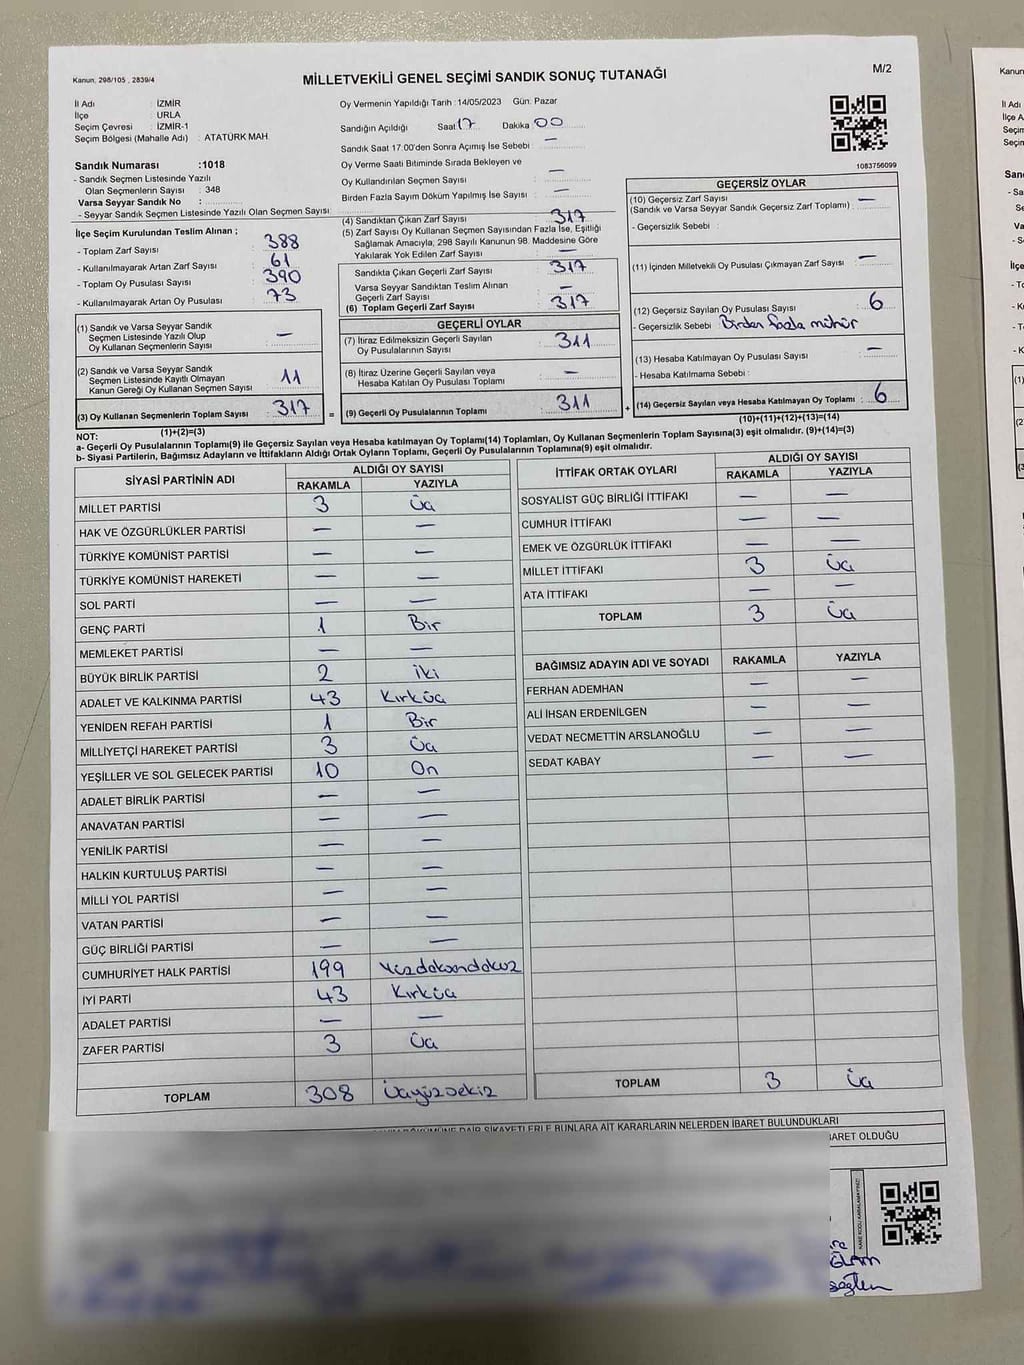 Kanun, 298/105 , 2839/4
MİLLETVEKİLİ GENEL SEÇİMİ SANDIK SONUÇ TUTANAĞI
M/2
İl Adı : İZMİR
İlçe : URLA
Seçim Çevresi : İZMİR-1
Seçim Bölgesi (Mahalle Adı) : ATATÜRK MAH.
Sandık Numarası :1018
- Sandık Seçmen Listesinde Yazılı
Olan Seçmenlerin Sayısı : 348
Varsa Seyyar Sandık No :
- Seyyar Sandık Seçmen Listesinde Yazılı Olan Seçmen Sayısı:
İlçe Seçim Kurulundan Teslim Alınan ;
- Toplam Zarf Sayısı : 388
- Kullanılmayarak Artan Zarf Sayısı : 61
- Toplam Oy Pusulası Sayısı : 390
- Kullanılmayarak Artan Oy Pusulası : 73
(1) Sandık ve Varsa Seyyar Sandık
Seçmen Listesinde Yazılı Olup
Oy Kullanan Seçmenlerin Sayısı : —
(2) Sandık ve Varsa Seyyar Sandık
Seçmen Listesinde Kayıtlı Olmayan
Kanun Gereği Oy Kullanan Seçmen Sayısı : 11
(3) Oy Kullanan Seçmenlerin Toplam Sayısı : 317 =
(1)+(2)=(3)
Oy Vermenin Yapıldığı Tarih :14/05/2023 Gün: Pazar
Sandığın Açıldığı Saat 17 Dakika 00
Sandık Saat 17:00'den Sonra Açımış İse Sebebi : —
Oy Verme Saati Bitiminde Sırada Bekleyen ve
Oy Kullandırılan Seçmen Sayısı : —
Birden Fazla Sayım Döküm Yapılmış İse Sayısı : —
(4) Sandıktan Çıkan Zarf Sayısı : 317
(5) Zarf Sayısı Oy Kullanan Seçmen Sayısından Fazla İse, Eşitliği
Sağlamak Amacıyla, 298 Sayılı Kanunun 98. Maddesine Göre
Yakılarak Yok Edilen Zarf Sayısı : —
Sandıkta Çıkan Geçerli Zarf Sayısı : 317
Varsa Seyyar Sandıktan Teslim Alınan
Geçerli Zarf Sayısı : —
(6) Toplam Geçerli Zarf Sayısı : 317
GEÇERLİ OYLAR
(7) İtiraz Edilmeksizin Geçerli Sayılan
Oy Pusulalarının Sayısı : 311
(8) İtiraz Üzerine Geçerli Sayılan veya
Hesaba Katılan Oy Pusulası Toplamı : —
(9) Geçerli Oy Pusulalarının Toplamı : 311 +
1083756099
GEÇERSİZ OYLAR
(10) Geçersiz Zarf Sayısı : —
(Sandık ve Varsa Seyyar Sandık Geçersiz Zarf Toplamı)
- Geçersizlik Sebebi :
(11) İçinden Milletvekili Oy Pusulası Çıkmayan Zarf Sayısı : —
(12) Geçersiz Sayılan Oy Pusulası Sayısı : 6
- Geçersizlik Sebebi Birden fazla mühür
(13) Hesaba Katılmayan Oy Pusulası Sayısı : —
- Hesaba Katılmama Sebebi :
(14) Geçersiz Sayılan veya Hesaba Katılmayan Oy Toplamı : 6
(10)+(11)+(12)+(13)=(14)
NOT:
a- Geçerli Oy Pusulalarının Toplamı(9) ile Geçersiz Sayılan veya Hesaba katılmayan Oy Toplamı(14) Toplamları, Oy Kullanan Seçmenlerin Toplam Sayısına(3) eşit olmalıdır. (9)+(14)=(3)
b- Siyasi Partilerin, Bağımsız Adayların ve İttifakların Aldığı Ortak Oyların Toplamı, Geçerli Oy Pusulalarının Toplamına(9) eşit olmalıdır.
SİYASİ PARTİNİN ADI ALDIĞI OY SAYISI
RAKAMLA YAZIYLA
MİLLET PARTİSİ 3 Üç
HAK VE ÖZGÜRLÜKLER PARTİSİ — —
TÜRKİYE KOMÜNİST PARTİSİ — —
TÜRKİYE KOMÜNİST HAREKETİ — —
SOL PARTİ — —
GENÇ PARTİ 1 Bir
MEMLEKET PARTİSİ — —
BÜYÜK BİRLİK PARTİSİ 2 iki
ADALET VE KALKINMA PARTİSİ 43 Kırküç
YENİDEN REFAH PARTİSİ 1 Bir
MİLLİYETÇİ HAREKET PARTİSİ 3 Üç
YEŞİLLER VE SOL GELECEK PARTİSİ 10 On
ADALET BİRLİK PARTİSİ — —
ANAVATAN PARTİSİ — —
YENİLİK PARTİSİ — —
HALKIN KURTULUŞ PARTİSİ — —
MİLLİ YOL PARTİSİ — —
VATAN PARTİSİ — —
GÜÇ BİRLİĞİ PARTİSİ — —
CUMHURİYET HALK PARTİSİ 199 Yüzdoksandokuz
İYİ PARTİ 43 Kırküç
ADALET PARTİSİ — —
ZAFER PARTİSİ 3 Üç
TOPLAM 308 Üçyüzsekiz
İTTİFAK ORTAK OYLARI ALDIĞI OY SAYISI
RAKAMLA YAZIYLA
SOSYALİST GÜÇ BİRLİĞİ İTTİFAKI — —
CUMHUR İTTİFAKI — —
EMEK VE ÖZGÜRLÜK İTTİFAKI — —
MİLLET İTTİFAKI 3 Üç
ATA İTTİFAKI — —
TOPLAM 3 Üç
BAĞIMSIZ ADAYIN ADI VE SOYADI RAKAMLA YAZIYLA
FERHAN ADEMHAN — —
ALİ İHSAN ERDENİLGEN — —
VEDAT NECMETTİN ARSLANOĞLU — —
SEDAT KABAY — —
TOPLAM 3 Üç
DÖKÜMÜNE DAİR ŞİKAYETLERLE BUNLARA AİT KARARLARIN NELERDEN İBARET BULUNDUKLARI
İBARET OLDUĞU
Kanun
İl Adı
İlçe A
Seçim
Seçim